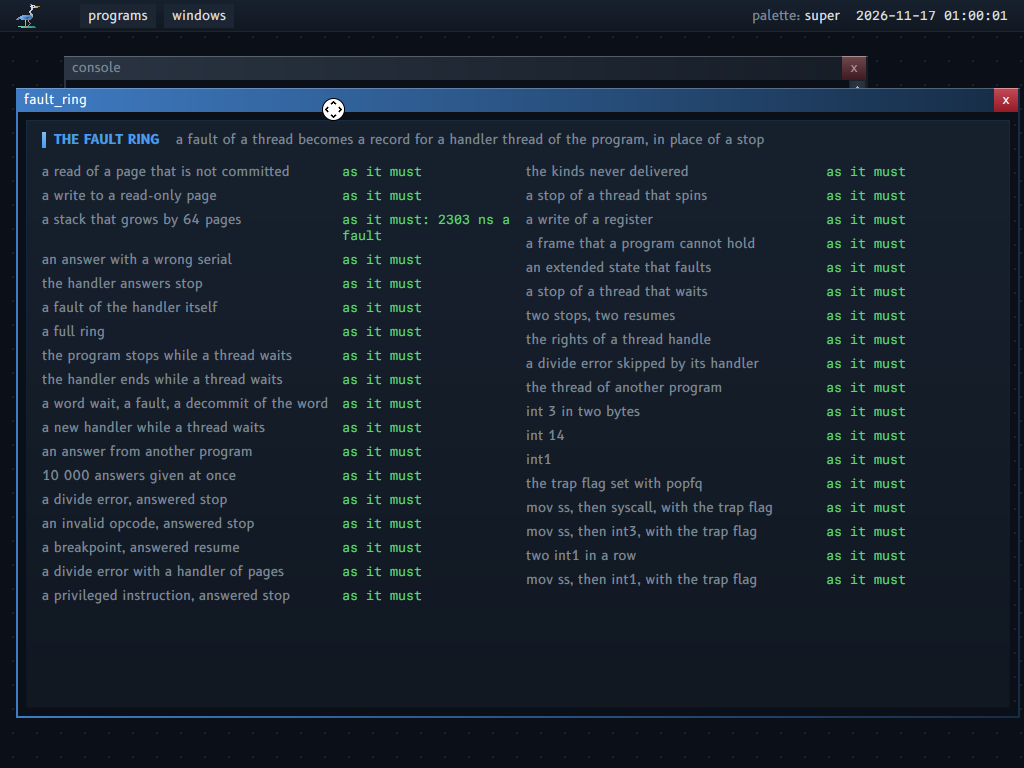 programs
windows
palette: super
2026-11-17 01:00:01
console
x
fault_ring
x
THE FAULT RING a fault of a thread becomes a record for a handler thread of the program, in place of a stop
a read of a page that is not committed as it must
a write to a read-only page as it must
a stack that grows by 64 pages as it must: 2303 ns a
fault
an answer with a wrong serial as it must
the handler answers stop as it must
a fault of the handler itself as it must
a full ring as it must
the program stops while a thread waits as it must
the handler ends while a thread waits as it must
a word wait, a fault, a decommit of the word as it must
a new handler while a thread waits as it must
an answer from another program as it must
10 000 answers given at once as it must
a divide error, answered stop as it must
an invalid opcode, answered stop as it must
a breakpoint, answered resume as it must
a divide error with a handler of pages as it must
a privileged instruction, answered stop as it must
the kinds never delivered as it must
a stop of a thread that spins as it must
a write of a register as it must
a frame that a program cannot hold as it must
an extended state that faults as it must
a stop of a thread that waits as it must
two stops, two resumes as it must
the rights of a thread handle as it must
a divide error skipped by its handler as it must
the thread of another program as it must
int 3 in two bytes as it must
int 14 as it must
int1 as it must
the trap flag set with popfq as it must
mov ss, then syscall, with the trap flag as it must
mov ss, then int3, with the trap flag as it must
two int1 in a row as it must
mov ss, then int1, with the trap flag as it must